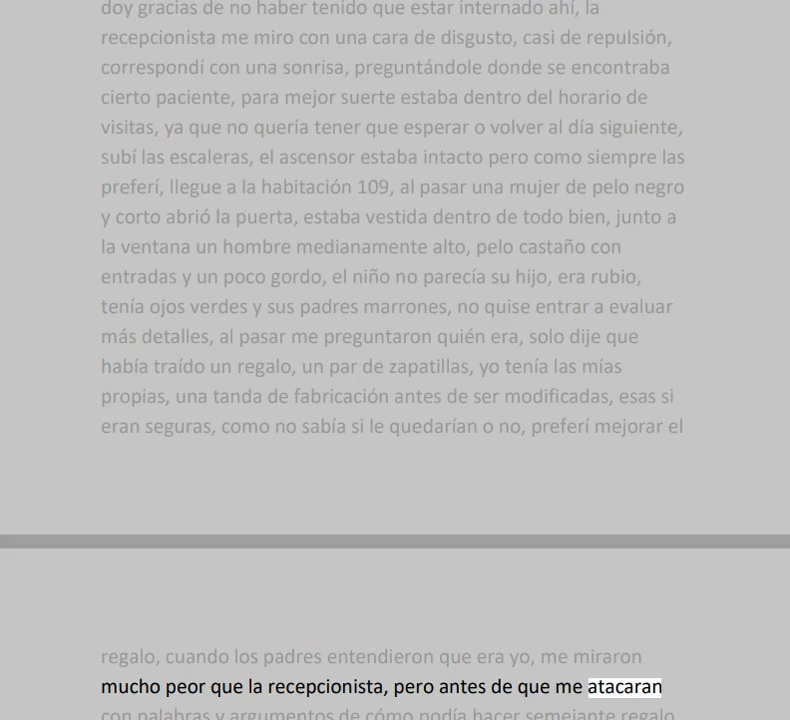 doy gracias de no haber tenido que estar internado ahí, la
recepcionista me miro con una cara de disgusto, casi de repulsión,
correspondí con una sonrisa, preguntándole donde se encontraba
cierto paciente, para mejor suerte estaba dentro del horario de
visitas, ya que no quería tener que esperar o volver al día siguiente,
subí las escaleras, el ascensor estaba intacto pero como siempre las
preferí, llegue a la habitación 109, al pasar una mujer de pelo negro
y corto abrió la puerta, estaba vestida dentro de todo bien, junto a
la ventana un hombre medianamente alto, pelo castaño con
entradas y un poco gordo, el niño no parecía su hijo, era rubio,
tenía ojos verdes y sus padres marrones, no quise entrar a evaluar
más detalles, al pasar me preguntaron quién era, solo dije que
había traído un regalo, un par de zapatillas, yo tenía las mías
propias, una tanda de fabricación antes de ser modificadas, esas si
eran seguras, como no sabía si le quedarían o no, preferí mejorar el
regalo, cuando los padres entendieron que era yo, me miraron
mucho peor que la recepcionista, pero antes de que me atacaran
con palabras y argumentos de cómo podía hacer semejante regalo